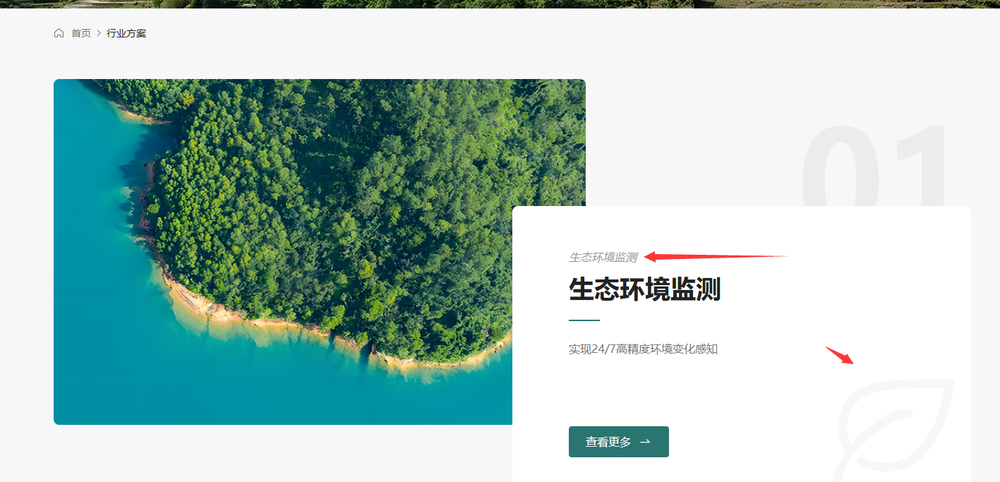 首页 > 行业方案
01
生态环境监测
生态环境监测
实现24/7高精度环境变化感知
查看更多 →